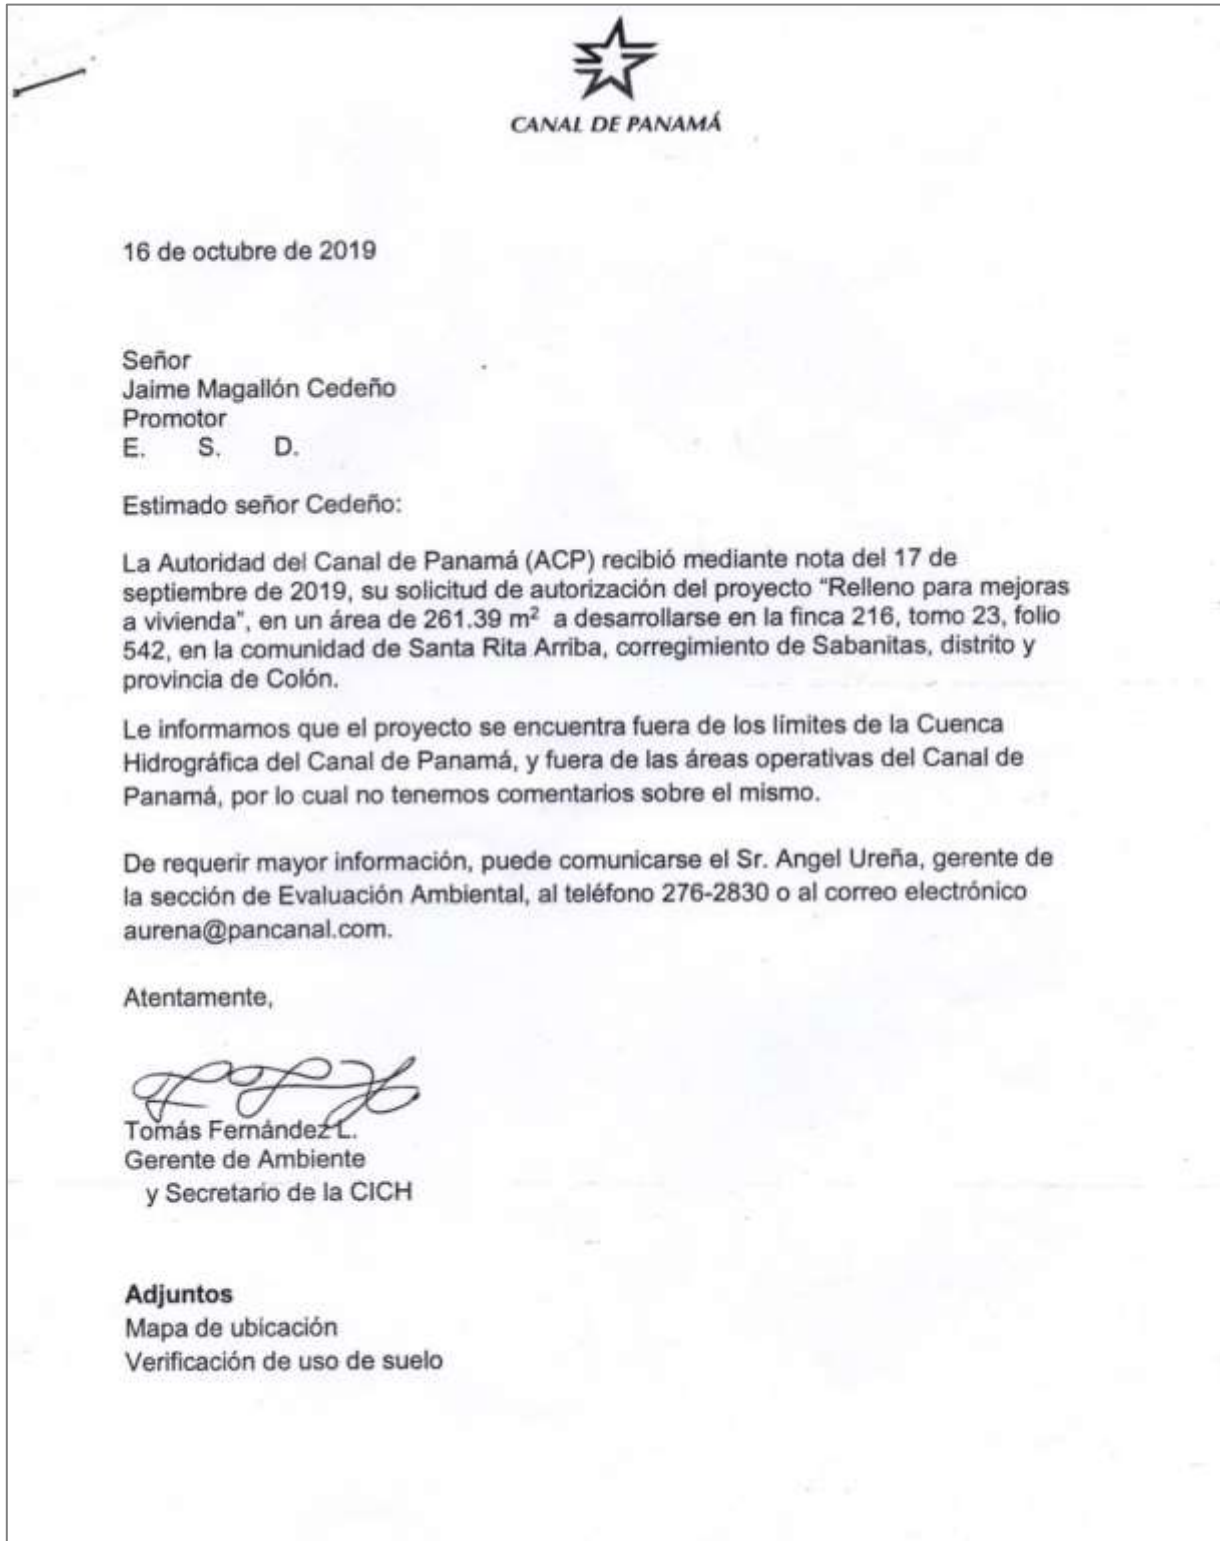 CANAL DE PANAMÁ
16 de octubre de 2019
Señor
Jaime Magallón Cedeño
Promotor
E. S. D.
Estimado señor Cedeño:
La Autoridad del Canal de Panamá (ACP) recibió mediante nota del 17 de
septiembre de 2019, su solicitud de autorización del proyecto “Relleno para mejoras
a vivienda”, en un área de 261.39 m² a desarrollarse en la finca 216, tomo 23, folio
542, en la comunidad de Santa Rita Arriba, corregimiento de Sabanitas, distrito y
provincia de Colón.
Le informamos que el proyecto se encuentra fuera de los límites de la Cuenca
Hidrográfica del Canal de Panamá, y fuera de las áreas operativas del Canal de
Panamá, por lo cual no tenemos comentarios sobre el mismo.
De requerir mayor información, puede comunicarse el Sr. Angel Ureña, gerente de
la sección de Evaluación Ambiental, al teléfono 276-2830 o al correo electrónico
aurena@pancanal.com.
Atentamente,
Tomás Fernández L.
Gerente de Ambiente
y Secretario de la CICH
Adjuntos
Mapa de ubicación
Verificación de uso de suelo